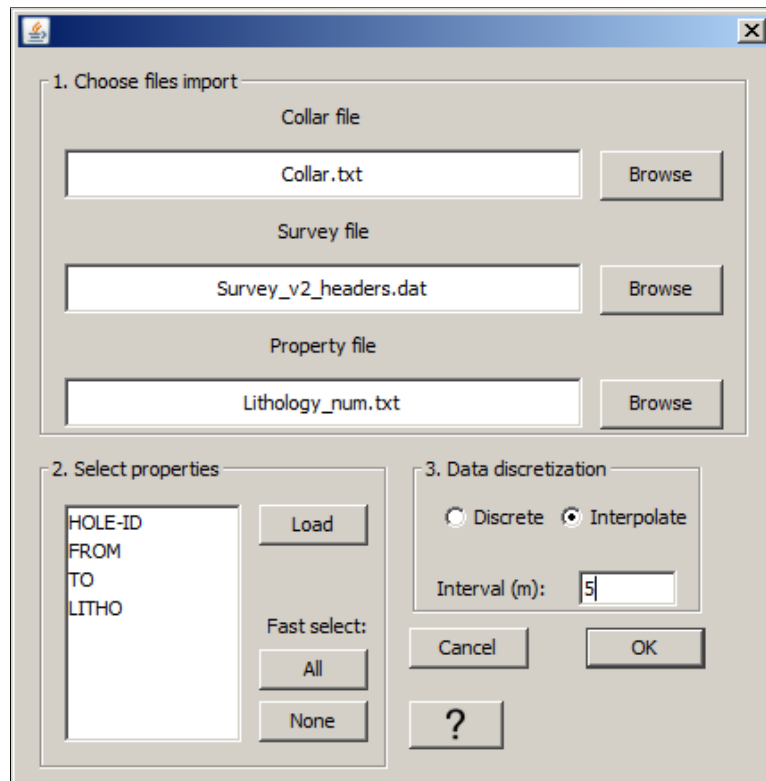 1. Choose files import
Collar file
Collar.txt
Browse
Survey file
Survey_v2_headers.dat
Browse
Property file
Lithology_num.txt
Browse
2. Select properties
HOLE-ID
FROM
TO
LITHO
Load
Fast select:
All
None
3. Data discretization
Discrete Interpolate
Interval (m): 5
Cancel OK
?